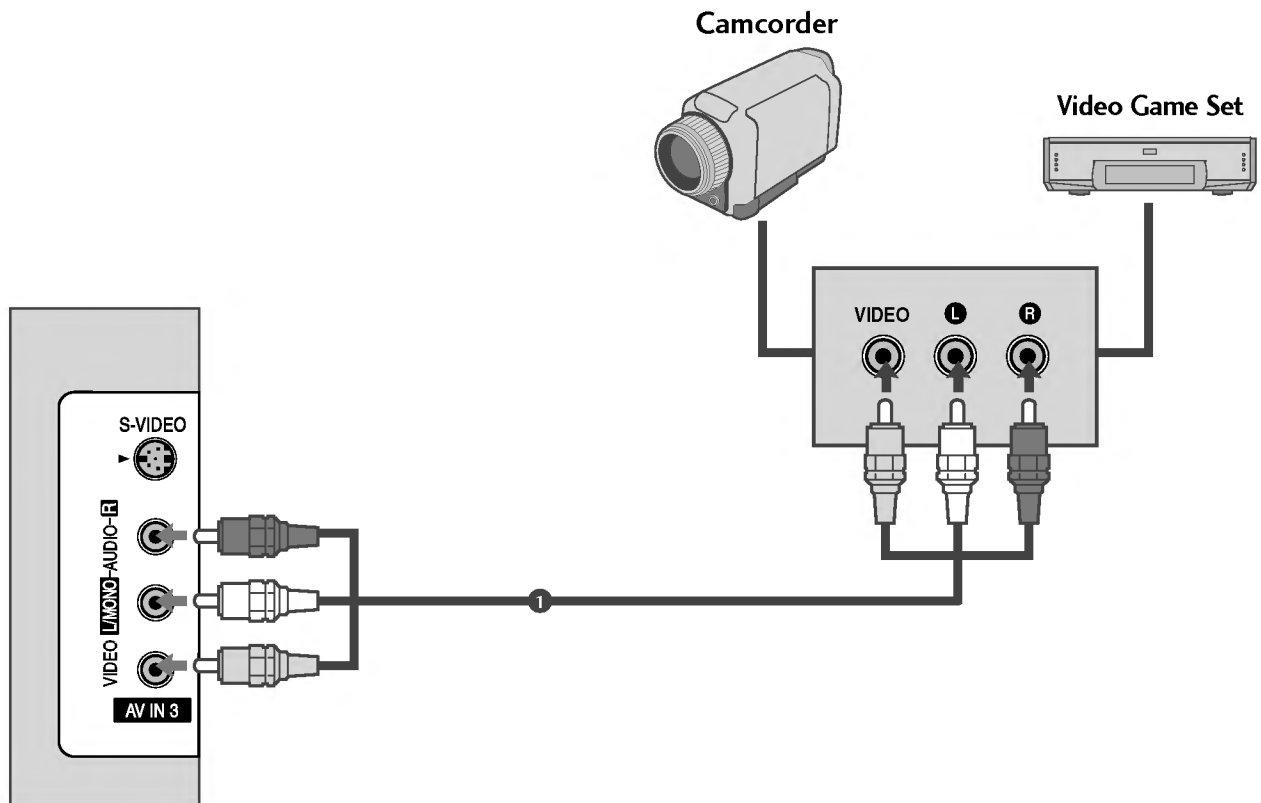 Camcorder
Video Game Set
VIDEO L R
S-VIDEO
VIDEO L/MONO-AUDIO-R
1
AV IN 3